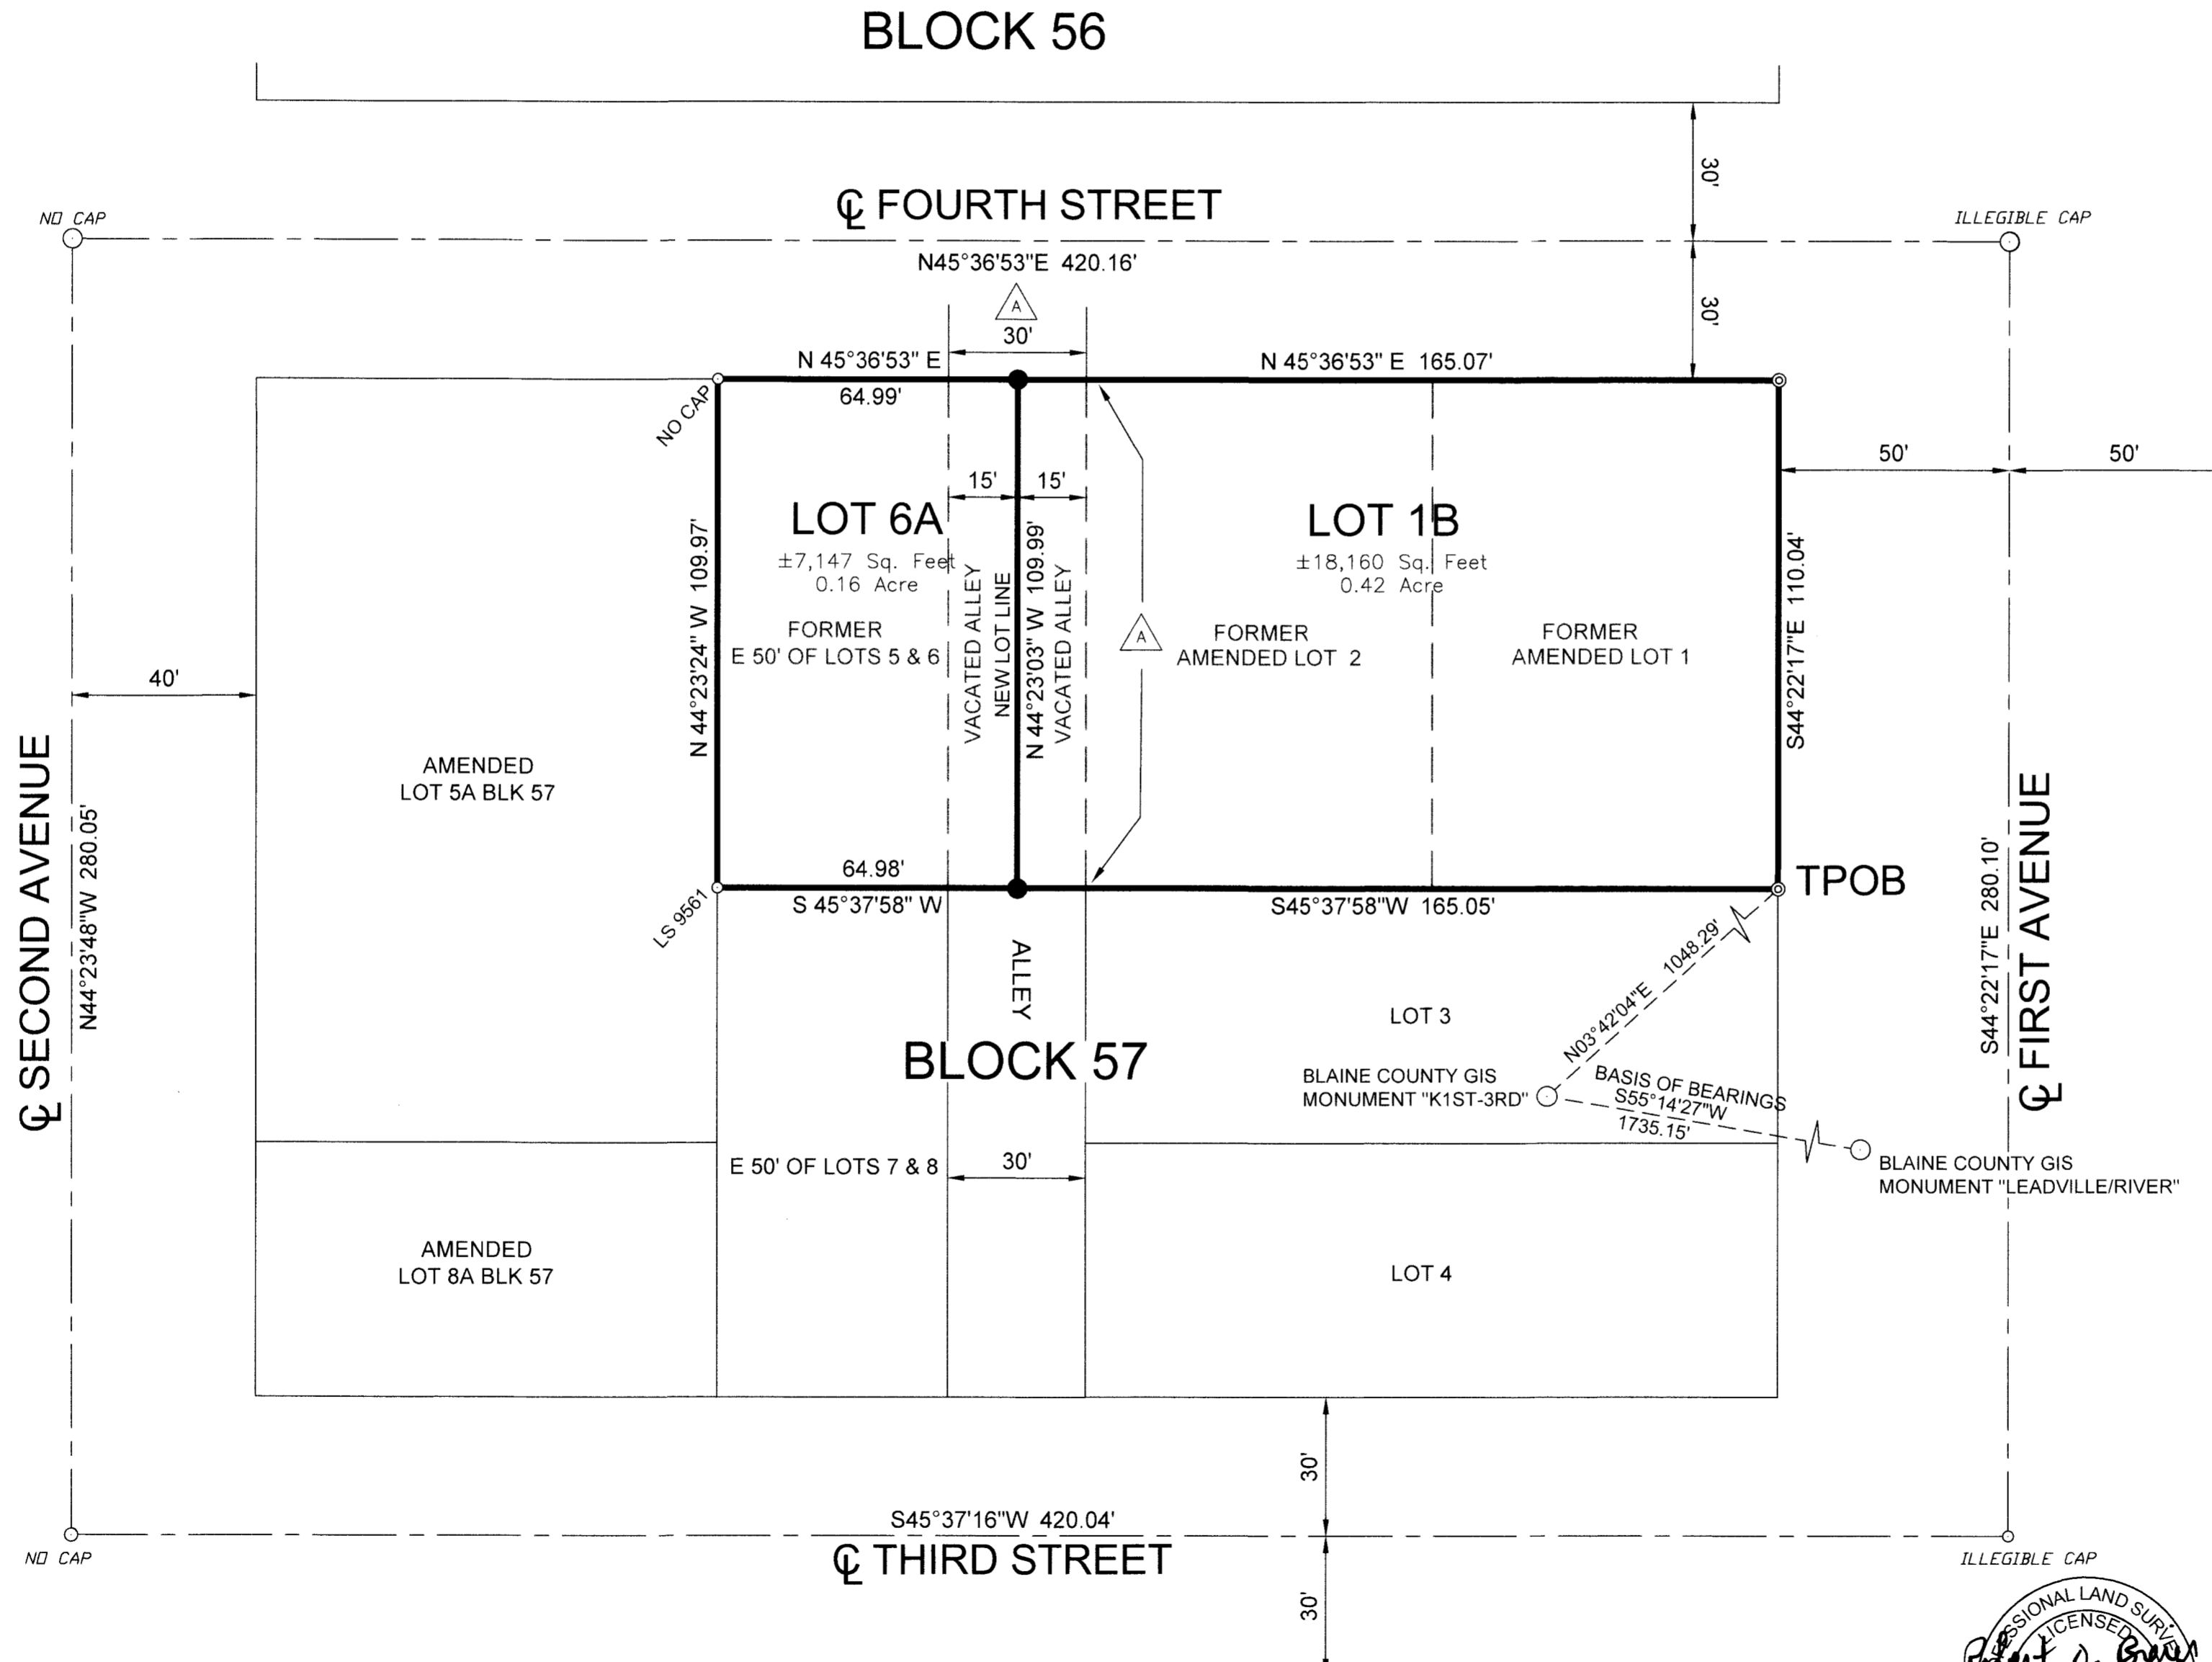 BLOCK 56
30'
℄ FOURTH STREET
NO CAP
ILLEGIBLE CAP
N45°36'53"E 420.16'
A
30'
30'
N 45°36'53" E
64.99'
N 45°36'53" E 165.07'
NO CAP
50'
50'
15'
15'
LOT 6A
±7,147 Sq. Feet
0.16 Acre
FORMER
E 50' OF LOTS 5 & 6
N 44°23'24" W 109.97'
VACATED ALLEY
NEW LOT LINE
N 44°23'03" W 109.99'
VACATED ALLEY
A
LOT 1B
±18,160 Sq. Feet
0.42 Acre
FORMER
AMENDED LOT 2
FORMER
AMENDED LOT 1
S44°22'17"E 110.04'
40'
AMENDED
LOT 5A BLK 57
℄ SECOND AVENUE
N44°23'48"W 280.05'
64.98'
S 45°37'58" W
LS 9561
S45°37'58"W 165.05'
TPOB
S44°22'17"E 280.10'
℄ FIRST AVENUE
ALLEY
BLOCK 57
LOT 3
N03°42'04"E 1048.29'
BLAINE COUNTY GIS
MONUMENT "K1ST-3RD"
BASIS OF BEARINGS
S55°14'27"W
1735.15'
BLAINE COUNTY GIS
MONUMENT "LEADVILLE/RIVER"
E 50' OF LOTS 7 & 8
30'
AMENDED
LOT 8A BLK 57
LOT 4
30'
S45°37'16"W 420.04'
℄ THIRD STREET
NO CAP
ILLEGIBLE CAP
30'
LICENSED